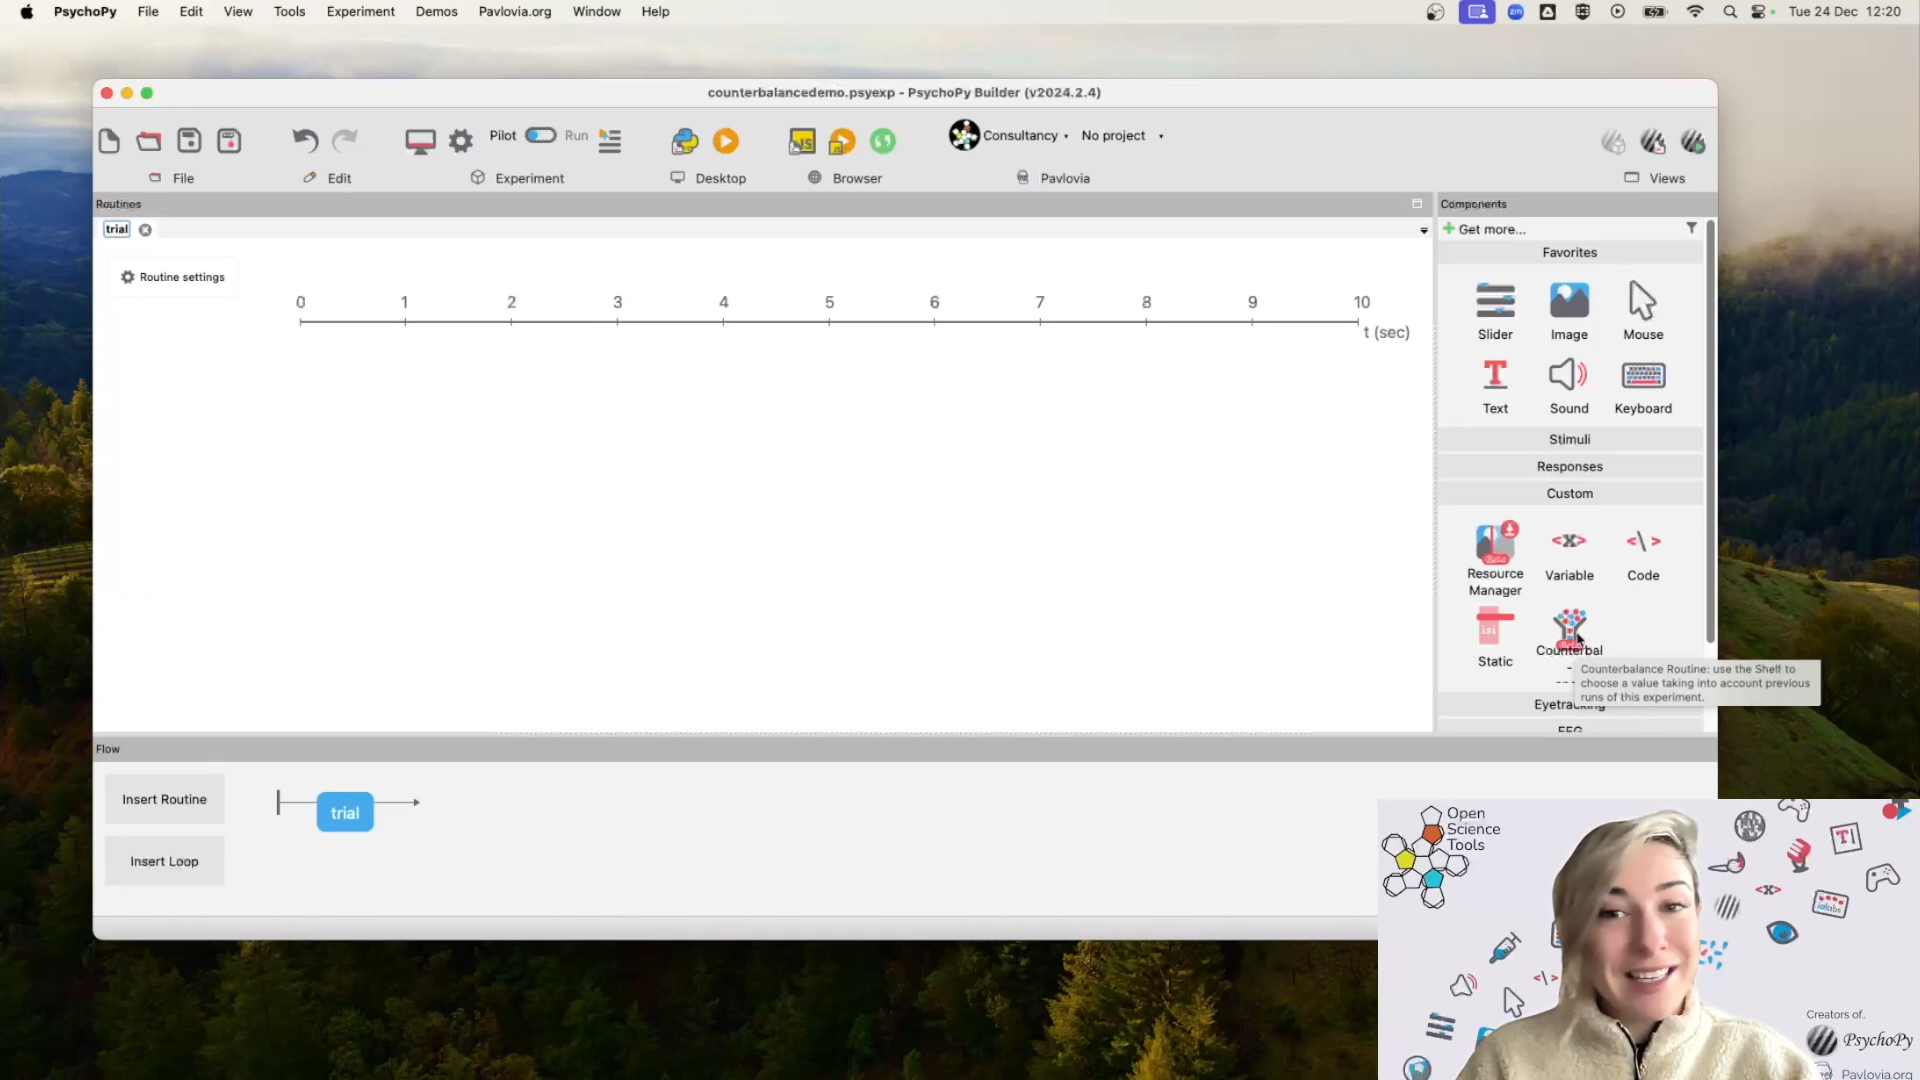 PsychoPy File Edit View Tools Experiment Demos Pavlovia.org Window Help
zm
Tue 24 Dec 12:20
counterbalancedemo.psyexp - PsychoPy Builder (v2024.2.4)
Pilot Run
JS
Consultancy
No project
File
Edit
Experiment
Desktop
Browser
Pavlovia
Views
Routines
Components
trial
Get more...
Favorites
Routine settings
0 1 2 3 4 5 6 7 8 9 10
t (sec)
Slider
Image
Mouse
T
Text
Sound
Keyboard
Stimuli
Responses
Custom
Beta
<x>
<\>
Resource
Manager
Variable
Code
Static
Counterbal
Counterbalance Routine: use the Shelf to
choose a value taking into account previous
runs of this experiment.
Eyetracking
EEG
Flow
Insert Routine
trial
Insert Loop
Open
Science
Tools
Creators of..
PsychoPy
Pavlovia.org